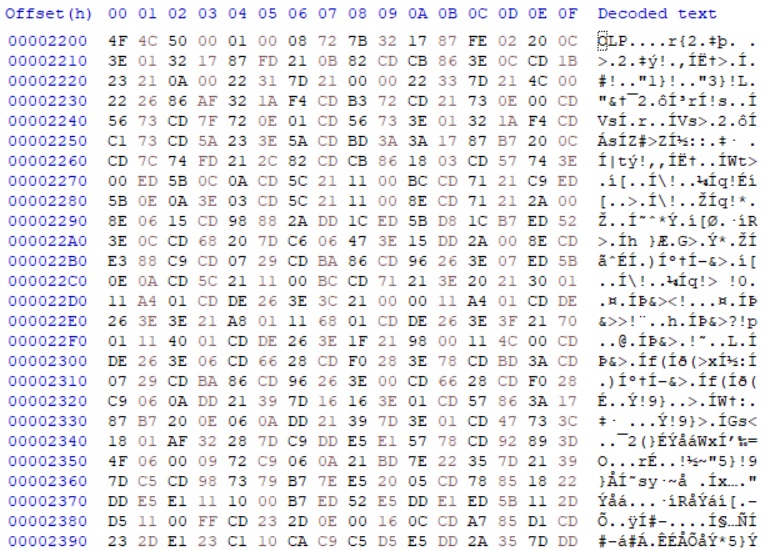 Offset(h) 00 01 02 03 04 05 06 07 08 09 0A 0B 0C 0D 0E 0F Decoded text
00002200 4F 4C 50 00 01 00 08 72 7B 32 17 87 FE 02 20 0C OLP....r{2.‡þ. .
00002210 3E 01 32 17 87 FD 21 0B 82 CD CB 86 3E 0C CD 1B >.2.‡ý!.‚ÍË†>.Í.
00002220 23 21 0A 00 22 31 7D 21 00 00 22 33 7D 21 4C 00 #!.."1}!.."3}!L.
00002230 22 26 86 AF 32 1A F4 CD B3 72 CD 21 73 0E 00 CD "&†¯2.ôÍ³rÍ!s..Í
00002240 56 73 CD 7F 72 0E 01 CD 56 73 3E 01 32 1A F4 CD VsÍ.r..ÍVs>.2.ôÍ
00002250 C1 73 CD 5A 23 3E 5A CD BD 3A 3A 17 87 B7 20 0C ÁsÍZ#>ZÍ½::.‡· .
00002260 CD 7C 74 FD 21 2C 82 CD CB 86 18 03 CD 57 74 3E Í|tý!,‚ÍË†..ÍWt>
00002270 00 ED 5B 0C 0A CD 5C 21 11 00 BC CD 71 21 C9 ED .í[..Í\!..¼Íq!Éí
00002280 5B 0E 0A 3E 03 CD 5C 21 11 00 8E CD 71 21 2A 00 [..>.Í\!..ŽÍq!*.
00002290 8E 06 15 CD 98 88 2A DD 1C ED 5B D8 1C B7 ED 52 Ž..Í˜ˆ*Ý.í[Ø.·íR
000022A0 3E 0C CD 68 20 7D C6 06 47 3E 15 DD 2A 00 8E CD >.Íh }Æ.G>.Ý*.ŽÍ
000022B0 E3 88 C9 CD 07 29 CD BA 86 CD 96 26 3E 07 ED 5B ãˆÉÍ.)Íº†Í–&>.í[
000022C0 0E 0A CD 5C 21 11 00 BC CD 71 21 3E 20 21 30 01 ..Í\!..¼Íq!> !0.
000022D0 11 A4 01 CD DE 26 3E 3C 21 00 00 11 A4 01 CD DE .¤.ÍÞ&><!...¤.ÍÞ
000022E0 26 3E 3E 21 A8 01 11 68 01 CD DE 26 3E 3F 21 70 &>>!¨..h.ÍÞ&>?!p
000022F0 01 11 40 01 CD DE 26 3E 1F 21 98 00 11 4C 00 CD ..@.ÍÞ&>.!˜..L.Í
00002300 DE 26 3E 06 CD 66 28 CD F0 28 3E 78 CD BD 3A CD Þ&>.Íf(Íð(>xÍ½:Í
00002310 07 29 CD BA 86 CD 96 26 3E 00 CD 66 28 CD F0 28 .)Íº†Í–&>.Íf(Íð(
00002320 C9 06 0A DD 21 39 7D 16 16 3E 01 CD 57 86 3A 17 É..Ý!9}..>.ÍW†:.
00002330 87 B7 20 0E 06 0A DD 21 39 7D 3E 01 CD 47 73 3C ‡· ...Ý!9}>.ÍGs<
00002340 18 01 AF 32 28 7D C9 DD E5 E1 57 78 CD 92 89 3D ..¯2(}ÉÝåáWxÍ’‰=
00002350 4F 06 00 09 72 C9 06 0A 21 BD 7E 22 35 7D 21 39 O...rÉ..!½~"5}!9
00002360 7D C5 CD 98 73 79 B7 7E E5 20 05 CD 78 85 18 22 }ÅÍ˜sy·~å .Íx….."
00002370 DD E5 E1 11 10 00 B7 ED 52 E5 DD E1 ED 5B 11 2D Ýåá...·íRåÝáí[.-
00002380 D5 11 00 FF CD 23 2D 0E 00 16 0C CD A7 85 D1 CD Õ..ÿÍ#-....Í§…ÑÍ
00002390 23 2D E1 23 C1 10 CA C9 C5 D5 E5 DD 2A 35 7D DD #-á#Á.ÊÉÅÕåÝ*5}Ý